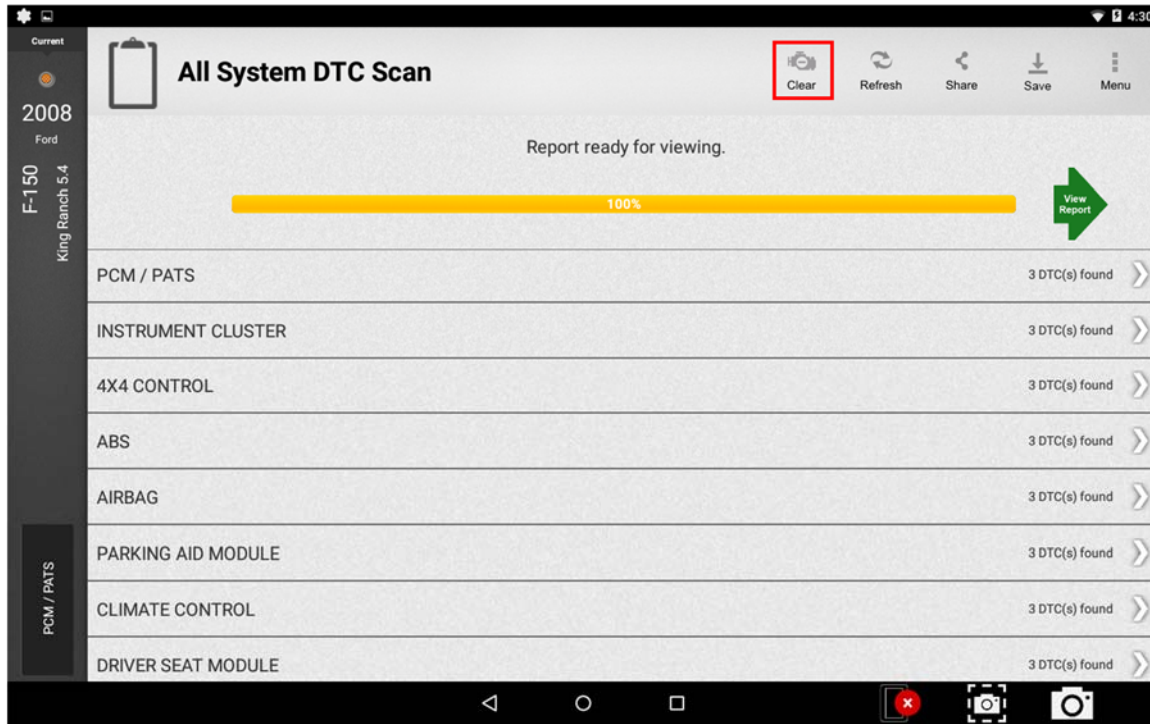 4:30
Current
2008
Ford
F-150
King Ranch 5.4
PCM / PATS
All System DTC Scan
Clear
Refresh
Share
Save
Menu
Report ready for viewing.
100%
View
Report
PCM / PATS 3 DTC(s) found
INSTRUMENT CLUSTER 3 DTC(s) found
4X4 CONTROL 3 DTC(s) found
ABS 3 DTC(s) found
AIRBAG 3 DTC(s) found
PARKING AID MODULE 3 DTC(s) found
CLIMATE CONTROL 3 DTC(s) found
DRIVER SEAT MODULE 3 DTC(s) found